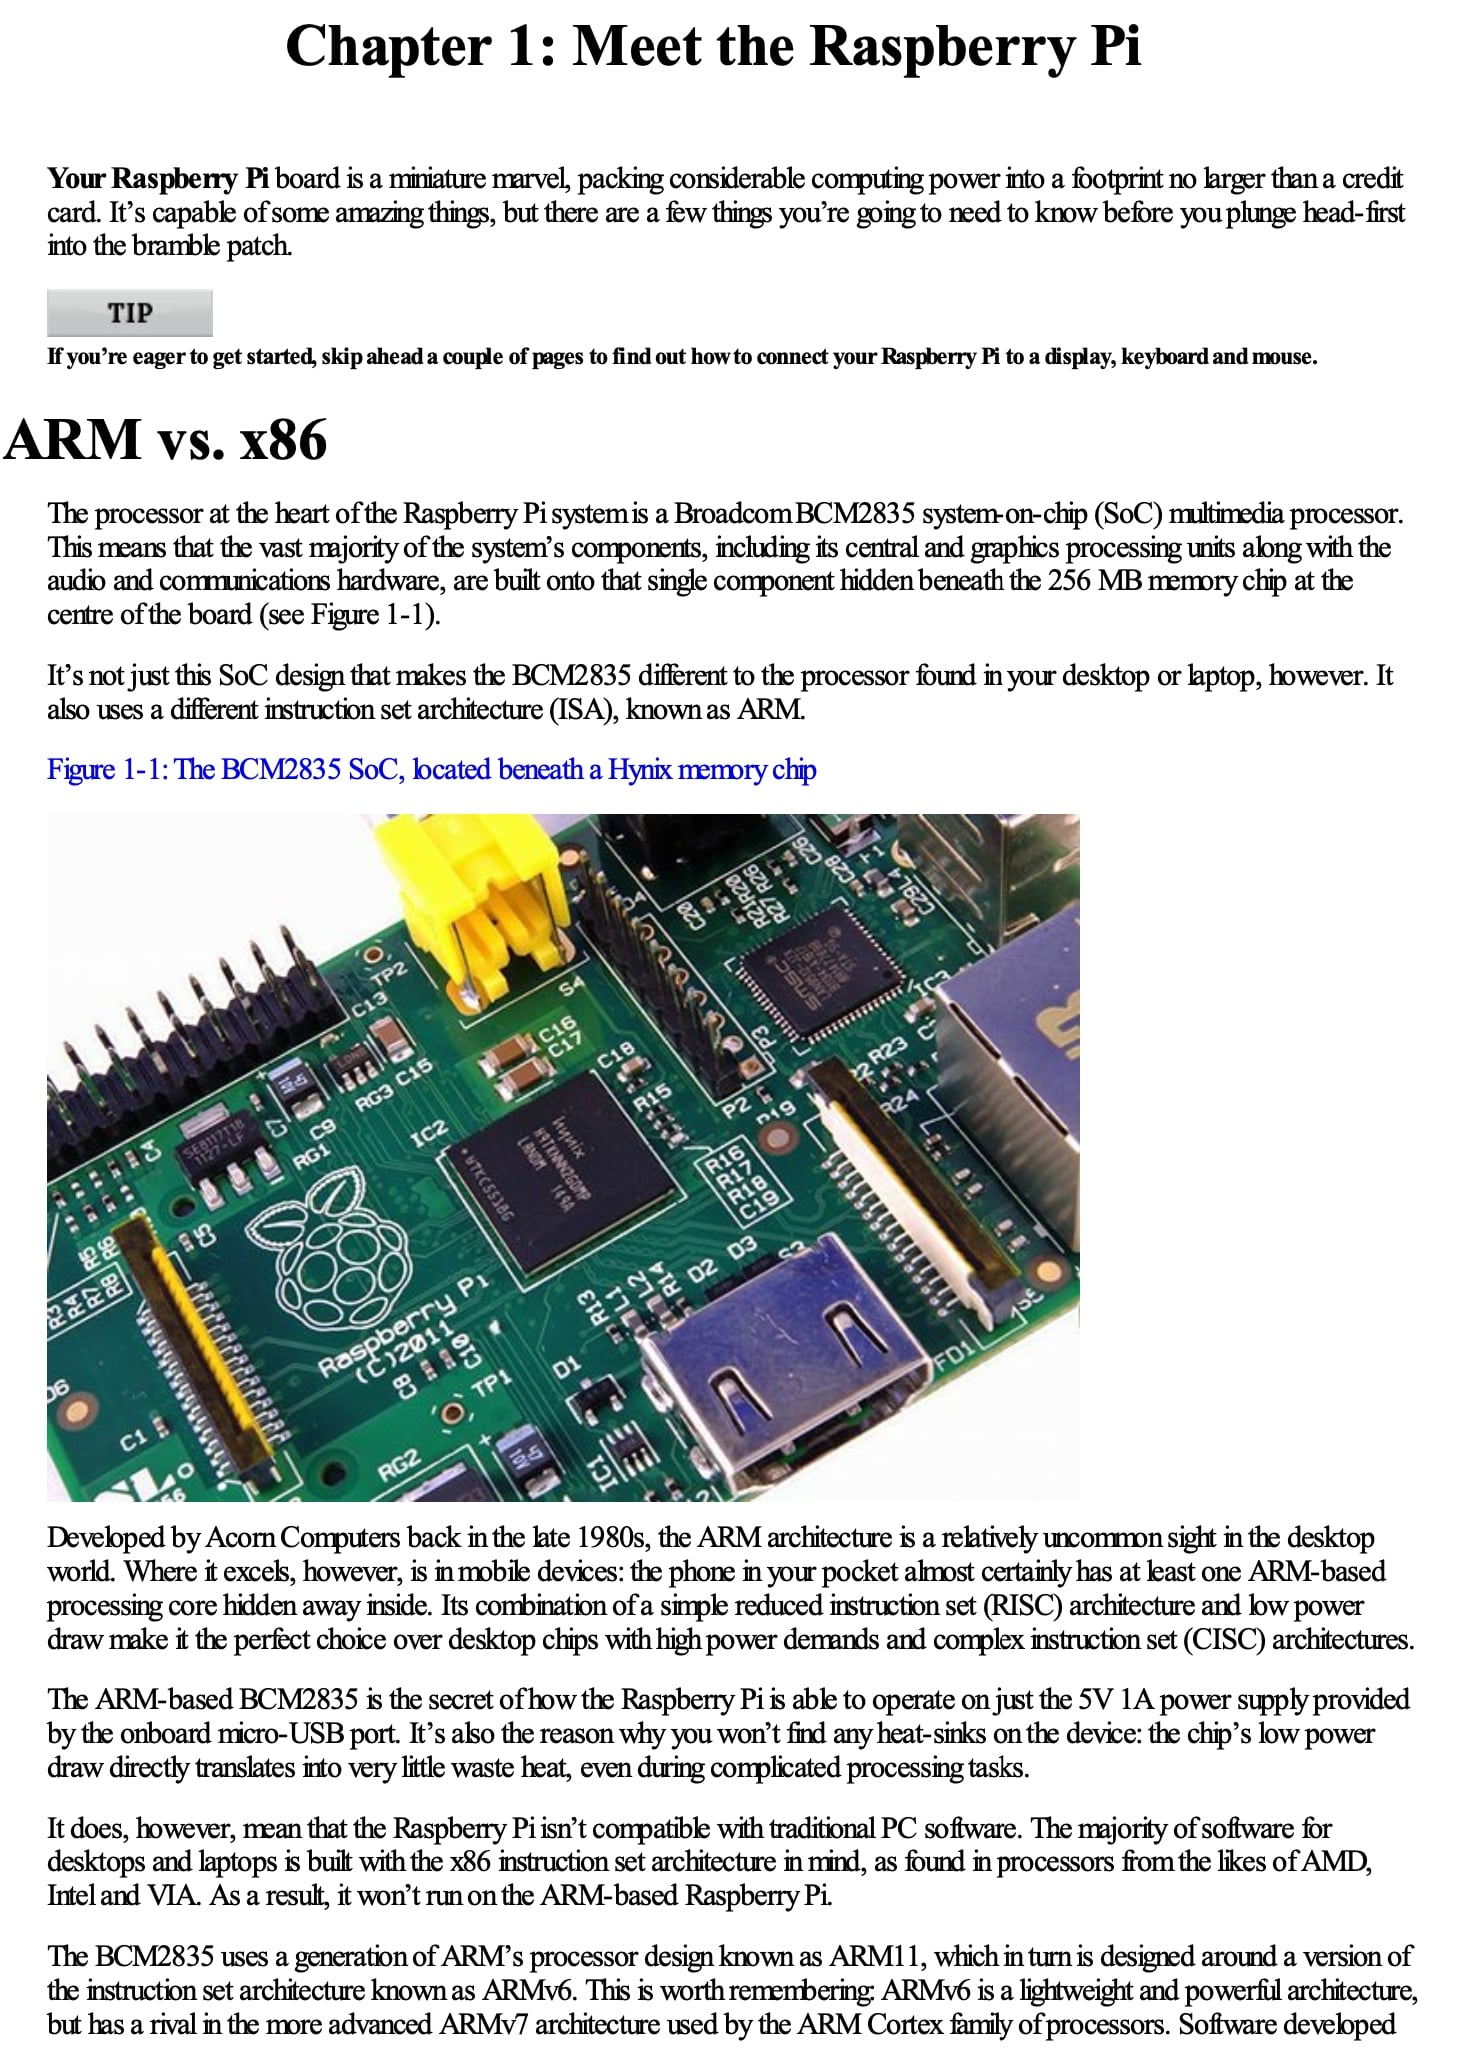 Chapter 1: Meet the Raspberry Pi
Your Raspberry Pi board is a miniature marvel, packing considerable computing power into a footprint no larger than a credit
card. It’s capable of some amazing things, but there are a few things you’re going to need to know before you plunge head-first
into the bramble patch.
TIP
If you’re eager to get started, skip ahead a couple of pages to find out how to connect your Raspberry Pi to a display, keyboard and mouse.
ARM vs. x86
The processor at the heart of the Raspberry Pi system is a Broadcom BCM2835 system-on-chip (SoC) multimedia processor.
This means that the vast majority of the system’s components, including its central and graphics processing units along with the
audio and communications hardware, are built onto that single component hidden beneath the 256 MB memory chip at the
centre of the board (see Figure 1-1).
It’s not just this SoC design that makes the BCM2835 different to the processor found in your desktop or laptop, however. It
also uses a different instruction set architecture (ISA), known as ARM.
Figure 1-1: The BCM2835 SoC, located beneath a Hynix memory chip
C26
C28
R26
R27
R20
R21
C20
C29
L4
TP2
C13
S4
C16
C17
C18
R15
RG3 C15
C9
C7
RG1
C4
IC2
P3
P2
R19
R23
R24
SMSC
hynix
R16
R17
R18
C19
C5
R5
R6
R7
R8
R4
R3
Raspberry Pi
(C)2011
C8
C10
TP1
R13
L1
L2
R14
D2
D3
S3
D1
IC1
FD1
C1
RG2
Developed by Acorn Computers back in the late 1980s, the ARM architecture is a relatively uncommon sight in the desktop
world. Where it excels, however, is in mobile devices: the phone in your pocket almost certainly has at least one ARM-based
processing core hidden away inside. Its combination of a simple reduced instruction set (RISC) architecture and low power
draw make it the perfect choice over desktop chips with high power demands and complex instruction set (CISC) architectures.
The ARM-based BCM2835 is the secret of how the Raspberry Pi is able to operate on just the 5V 1A power supply provided
by the onboard micro-USB port. It’s also the reason why you won’t find any heat-sinks on the device: the chip’s low power
draw directly translates into very little waste heat, even during complicated processing tasks.
It does, however, mean that the Raspberry Pi isn’t compatible with traditional PC software. The majority of software for
desktops and laptops is built with the x86 instruction set architecture in mind, as found in processors from the likes of AMD,
Intel and VIA. As a result, it won’t run on the ARM-based Raspberry Pi.
The BCM2835 uses a generation of ARM’s processor design known as ARM11, which in turn is designed around a version of
the instruction set architecture known as ARMv6. This is worth remembering: ARMv6 is a lightweight and powerful architecture,
but has a rival in the more advanced ARMv7 architecture used by the ARM Cortex family of processors. Software developed